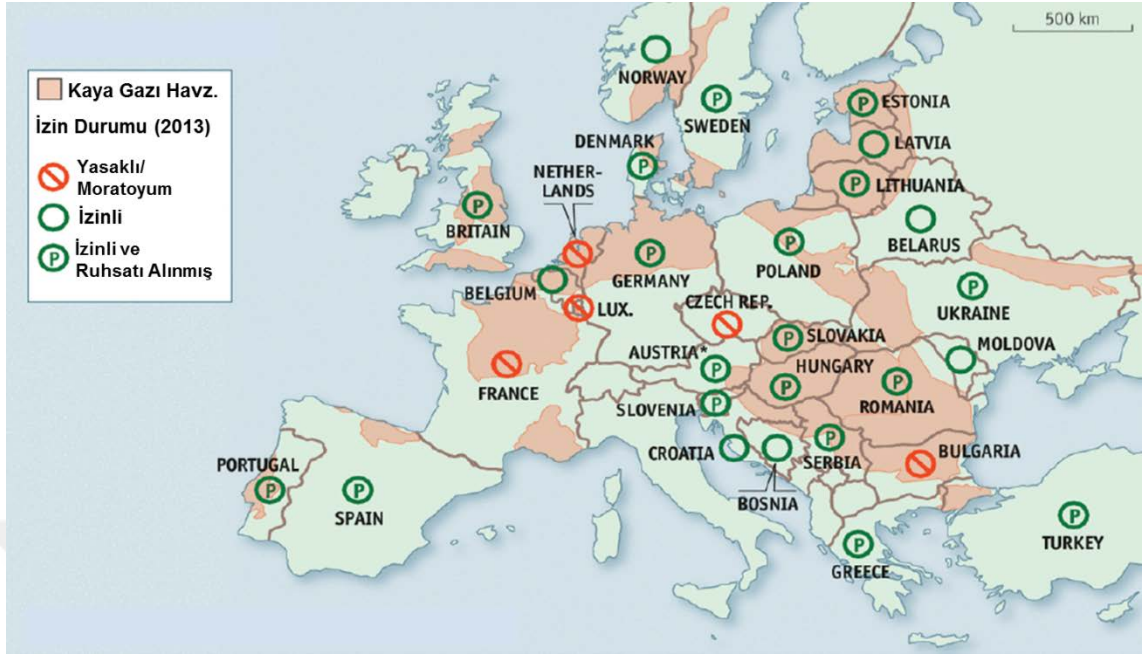 500 km
Kaya Gazı Havz.
İzin Durumu (2013)
Yasaklı/
Moratoyum
İzinli
P
İzinli ve
Ruhsatı Alınmış
NORWAY
P
SWEDEN
P
ESTONIA
LATVIA
P
LITHUANIA
DENMARK
P
NETHER-
LANDS
P
BRITAIN
BELARUS
P
GERMANY
P
POLAND
BELGIUM
LUX.
CZECH REP.
P
UKRAINE
P
SLOVAKIA
MOLDOVA
AUSTRIA*
P
HUNGARY
P
FRANCE
P
ROMANIA
SLOVENIA
P
CROATIA
BOSNIA
P
SERBIA
BULGARIA
PORTUGAL
P
P
SPAIN
P
GREECE
P
TURKEY